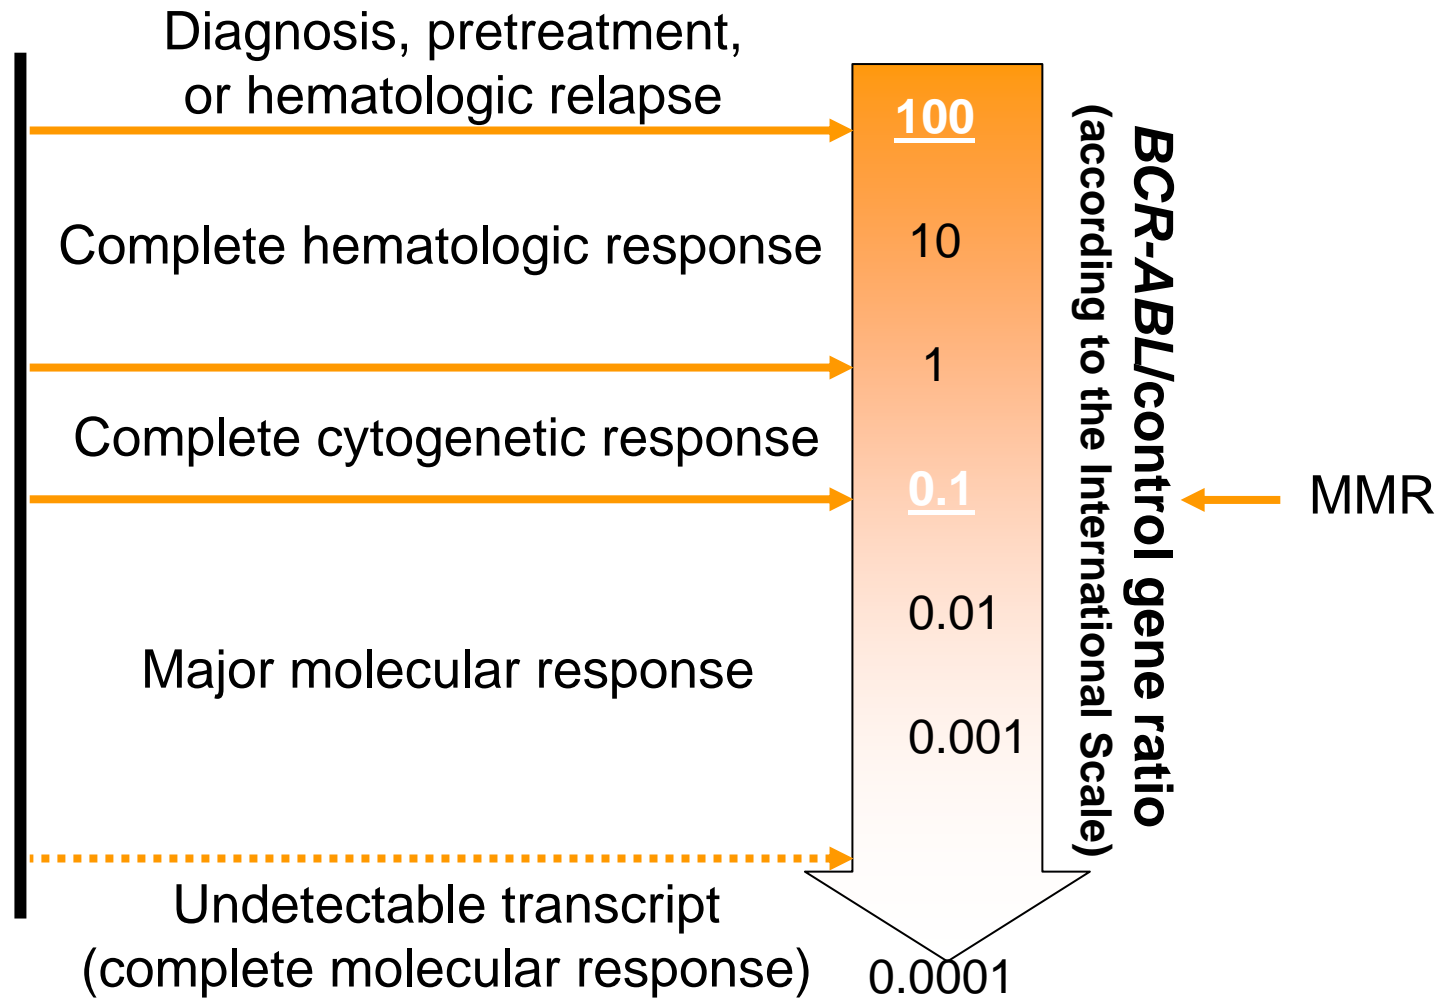 Diagnosis, pretreatment,
or hematologic relapse
100
Complete hematologic response
10
1
Complete cytogenetic response
0.1
MMR
0.01
Major molecular response
0.001
Undetectable transcript
(complete molecular response)
0.0001
BCR-ABL/control gene ratio
(according to the International Scale)